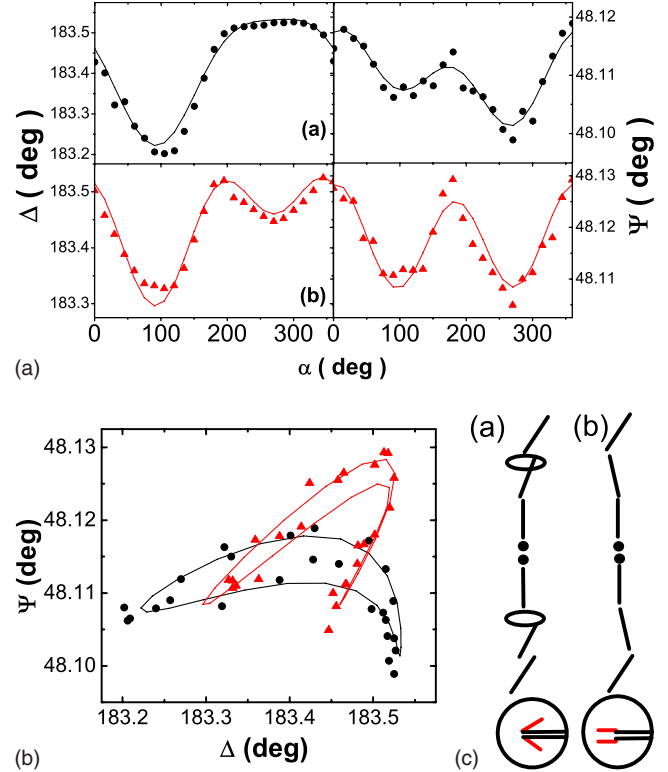 183.5
183.4
183.3
183.2
Δ ( deg )
(a)
48.12
48.11
48.10
Ψ ( deg )
183.5
183.4
183.3
(b)
48.13
48.12
48.11
0 100 200 300 0 100 200 300
α ( deg )
(a)
48.13
48.12
48.11
48.10
Ψ (deg)
183.2 183.3 183.4 183.5
Δ (deg)
(b)
(a) (b)
(c)